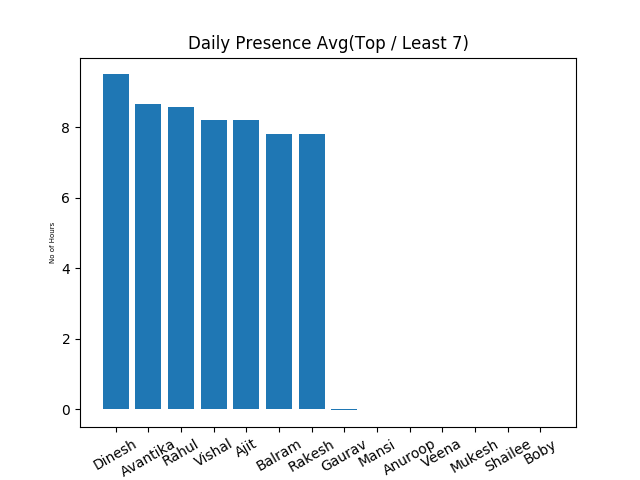 Daily Presence Avg(Top / Least 7)
No of Hours
8
6
4
2
0
Dinesh
Avantika
Rahul
Vishal
Ajit
Balram
Rakesh
Gaurav
Mansi
Anuroop
Veena
Mukesh
Shailee
Boby